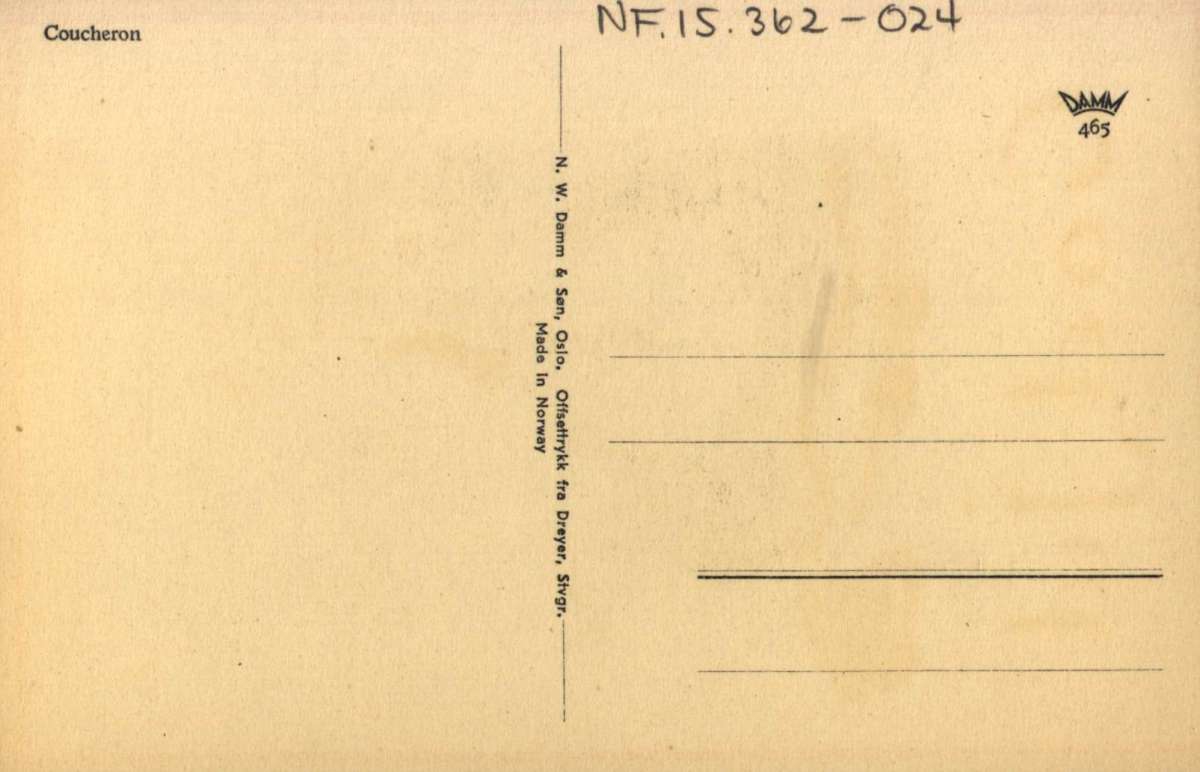 Coucheron
NF.15.362-024
DAMM
465
N. W. Damm & Søn, Oslo. Offsettrykk fra Dreyer, Stvgr.
Made in Norway